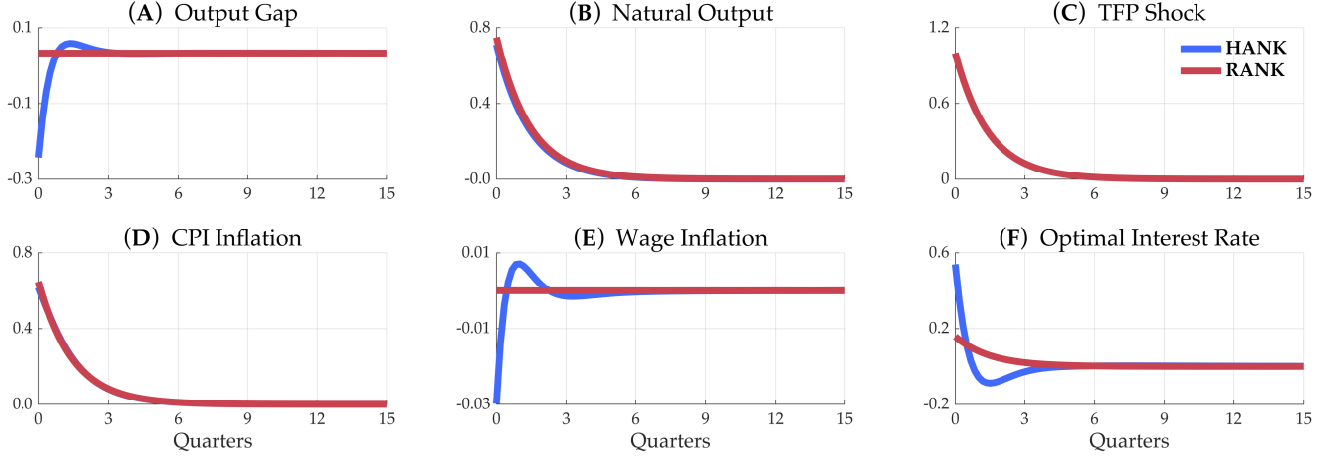 (A) Output Gap
0.1
-0.1
-0.3
0 3 6 9 12 15
(B) Natural Output
0.8
0.4
-0.0
0 3 6 9 12 15
(C) TFP Shock
1.2
0.6
0
0 3 6 9 12 15
HANK
RANK
(D) CPI Inflation
0.8
0.4
0.0
0 3 6 9 12 15
Quarters
(E) Wage Inflation
0.01
-0.01
-0.03
0 3 6 9 12 15
(F) Optimal Interest Rate
0.6
0.2
-0.2
0 3 6 9 12 15
Quarters